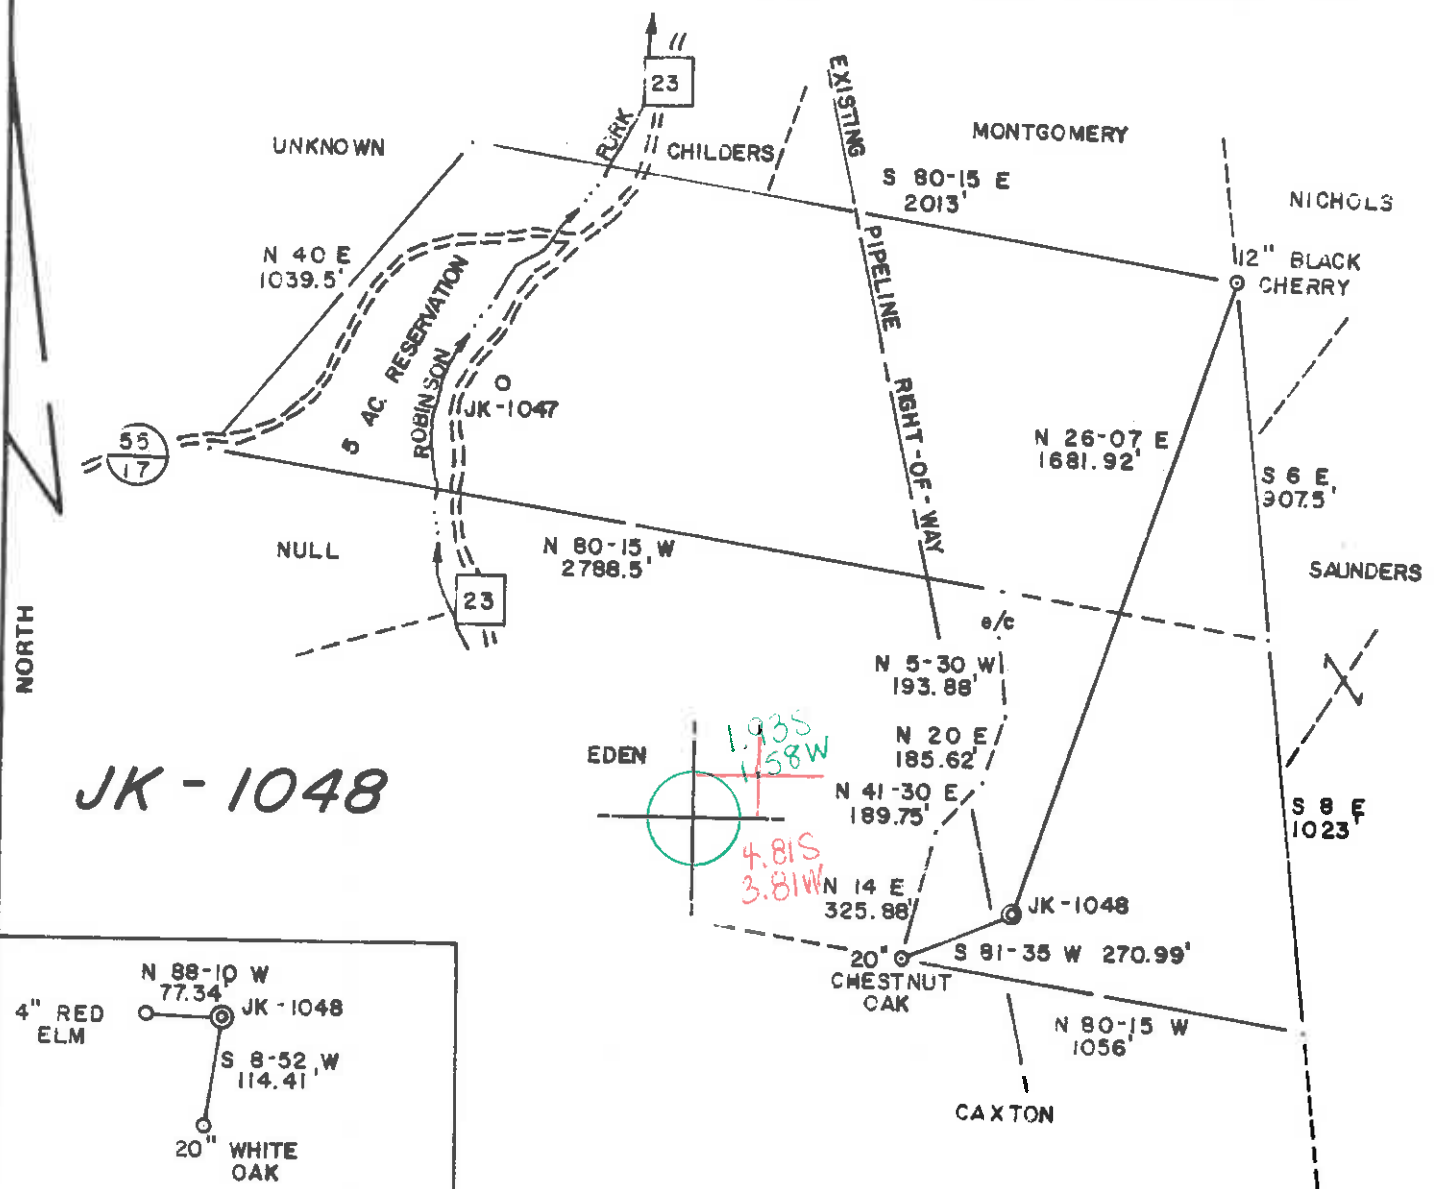 23
UNKNOWN
FORK
CHILDERS
EXISTING PIPELINE RIGHT-OF-WAY
MONTGOMERY
S 80-15 E
2013'
NICHOLS
12" BLACK
CHERRY
N 40 E
1039.5'
5 AC. RESERVATION
ROBINSON
JK-1047
55
17
N 26-07 E
1681.92'
S 6 E
907.5'
NULL
N 80-15 W
2788.5'
SAUNDERS
23
NORTH
e/c
N 5-30 W
193.88'
N 20 E
185.62'
N 41-30 E
189.75'
EDEN
1.93S
1.58W
4.81S
3.81W
JK-1048
S 8 E
1023'
N 14 E
325.88'
JK-1048
S 81-35 W 270.99'
20"
CHESTNUT
OAK
N 80-15 W
1056'
CAXTON
N 88-10 W
77.34'
JK-1048
4" RED
ELM
S 8-52 W
114.41'
20" WHITE
OAK